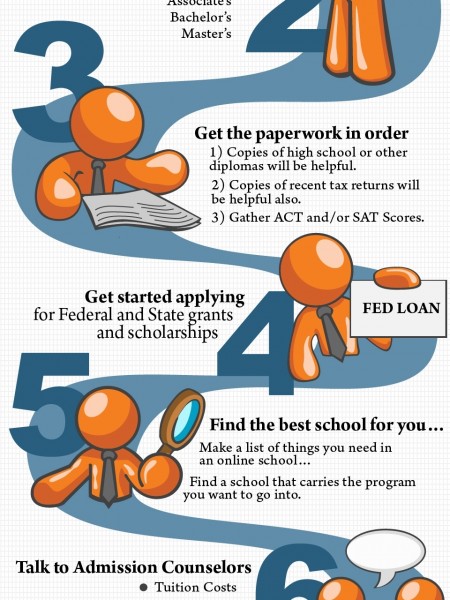 Associate's
Bachelor's
Master's
2
3
Get the paperwork in order
1) Copies of high school or other
diplomas will be helpful.
2) Copies of recent tax returns will
be helpful also.
3) Gather ACT and/or SAT Scores.
4
Get started applying
for Federal and State grants
and scholarships
FED LOAN
5
Find the best school for you...
Make a list of things you need in
an online school...
Find a school that carries the program
you want to go into.
6
Talk to Admission Counselors
● Tuition Costs